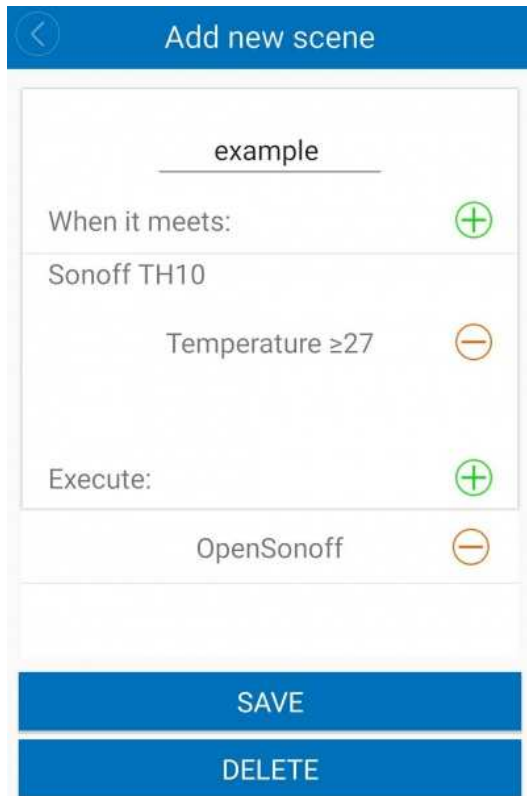 Add new scene
example
When it meets:
Sonoff TH10
Temperature ≥27
Execute:
OpenSonoff
SAVE
DELETE